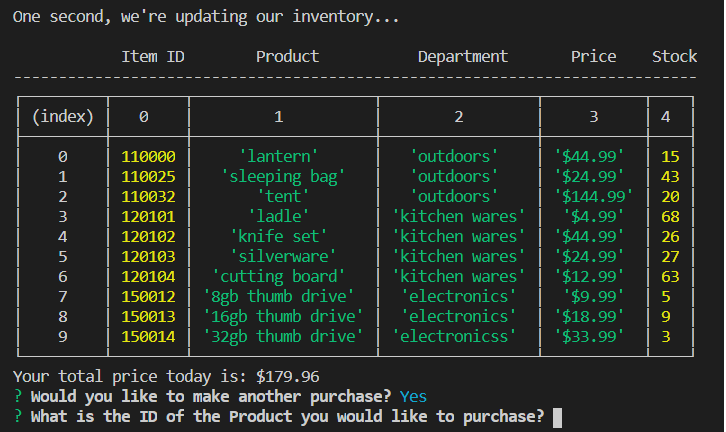 One second, we're updating our inventory...
Item ID Product Department Price Stock
(index) 0 1 2 3 4
0 110000 'lantern' 'outdoors' '$44.99' 15
1 110025 'sleeping bag' 'outdoors' '$24.99' 43
2 110032 'tent' 'outdoors' '$144.99' 20
3 120101 'ladle' 'kitchen wares' '$4.99' 68
4 120102 'knife set' 'kitchen wares' '$44.99' 26
5 120103 'silverware' 'kitchen wares' '$24.99' 27
6 120104 'cutting board' 'kitchen wares' '$12.99' 63
7 150012 '8gb thumb drive' 'electronics' '$9.99' 5
8 150013 '16gb thumb drive' 'electronics' '$18.99' 9
9 150014 '32gb thumb drive' 'electronicss' '$33.99' 3
Your total price today is: $179.96
? Would you like to make another purchase? Yes
? What is the ID of the Product you would like to purchase?